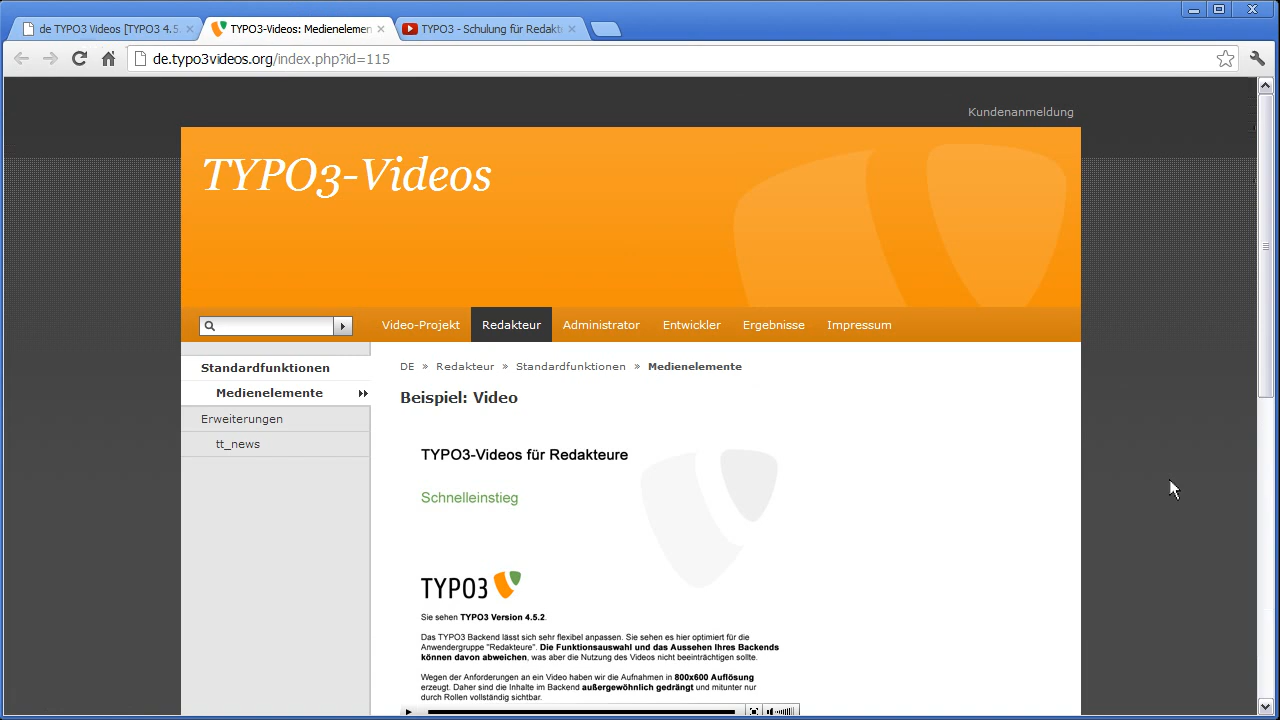 de TYPO3 Videos [TYPO3 4.5
TYPO3-Videos: Medienelemen
TYPO3 - Schulung für Redakt
de.typo3videos.org/index.php?id=115
Kundenanmeldung
TYPO3-Videos
Video-Projekt
Redakteur
Administrator
Entwickler
Ergebnisse
Impressum
Standardfunktionen
Medienelemente
Erweiterungen
tt_news
DE » Redakteur » Standardfunktionen » Medienelemente
Beispiel: Video
TYPO3-Videos für Redakteure
Schnelleinstieg
TYPO3
Sie sehen TYPO3 Version 4.5.2.
Das TYPO3 Backend lässt sich sehr flexibel anpassen. Sie sehen es hier optimiert für die
Anwendergruppe "Redakteure". Die Funktionsauswahl und das Aussehen Ihres Backends
können davon abweichen, was aber die Nutzung des Videos nicht beeinträchtigen sollte.
Wegen der Anforderungen an ein Video haben wir die Aufnahmen in 800x600 Auflösung
erzeugt. Daher sind die Inhalte im Backend außergewöhnlich gedrängt und mitunter nur
durch Rollen vollständig sichtbar.